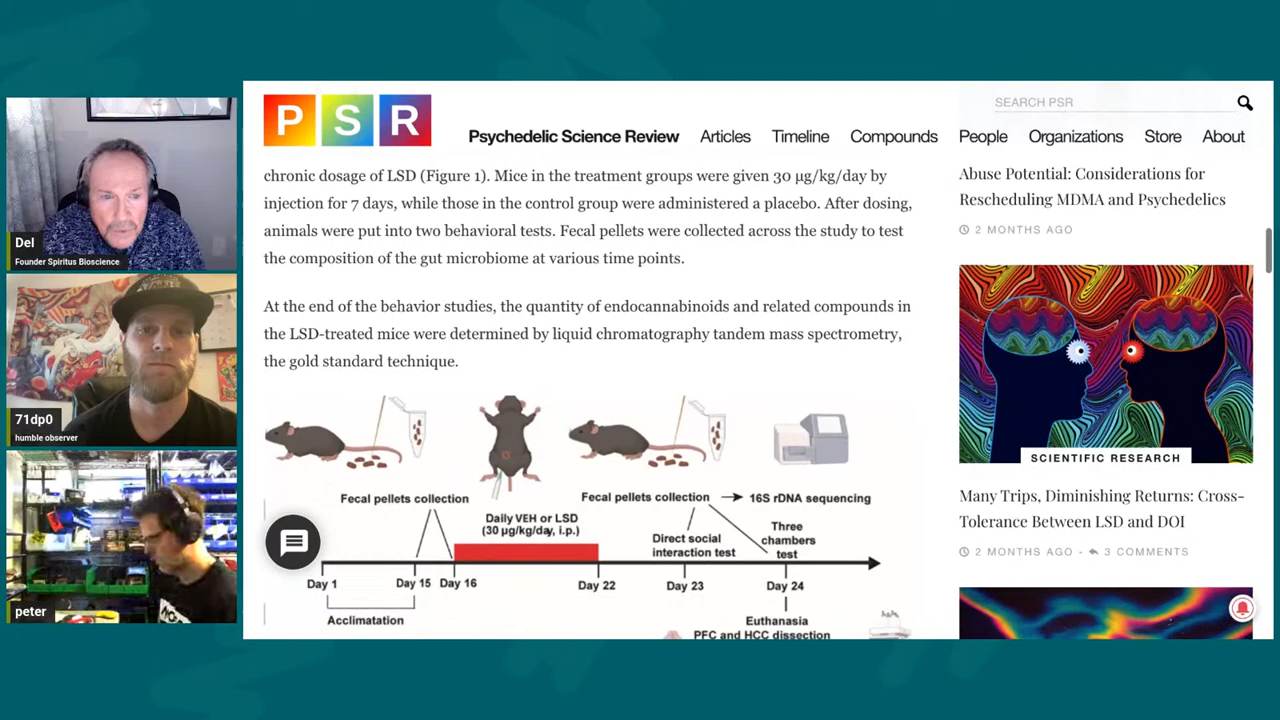 Del
Founder Spiritus Bioscience
71dp0
humble observer
peter
P S R
Psychedelic Science Review
Articles
Timeline
Compounds
People
Organizations
Store
About
SEARCH PSR
chronic dosage of LSD (Figure 1). Mice in the treatment groups were given 30 µg/kg/day by
injection for 7 days, while those in the control group were administered a placebo. After dosing,
animals were put into two behavioral tests. Fecal pellets were collected across the study to test
the composition of the gut microbiome at various time points.
At the end of the behavior studies, the quantity of endocannabinoids and related compounds in
the LSD-treated mice were determined by liquid chromatography tandem mass spectrometry,
the gold standard technique.
Fecal pellets collection
Fecal pellets collection
16S rDNA sequencing
Daily VEH or LSD
(30 µg/kg/day, i.p.)
Direct social
interaction test
Three
chambers
test
Day 1
Day 15
Day 16
Day 22
Day 23
Day 24
Acclimatation
Euthanasia
PFC and HCC dissection
Abuse Potential: Considerations for
Rescheduling MDMA and Psychedelics
2 MONTHS AGO
SCIENTIFIC RESEARCH
Many Trips, Diminishing Returns: Cross-
Tolerance Between LSD and DOI
2 MONTHS AGO - 3 COMMENTS